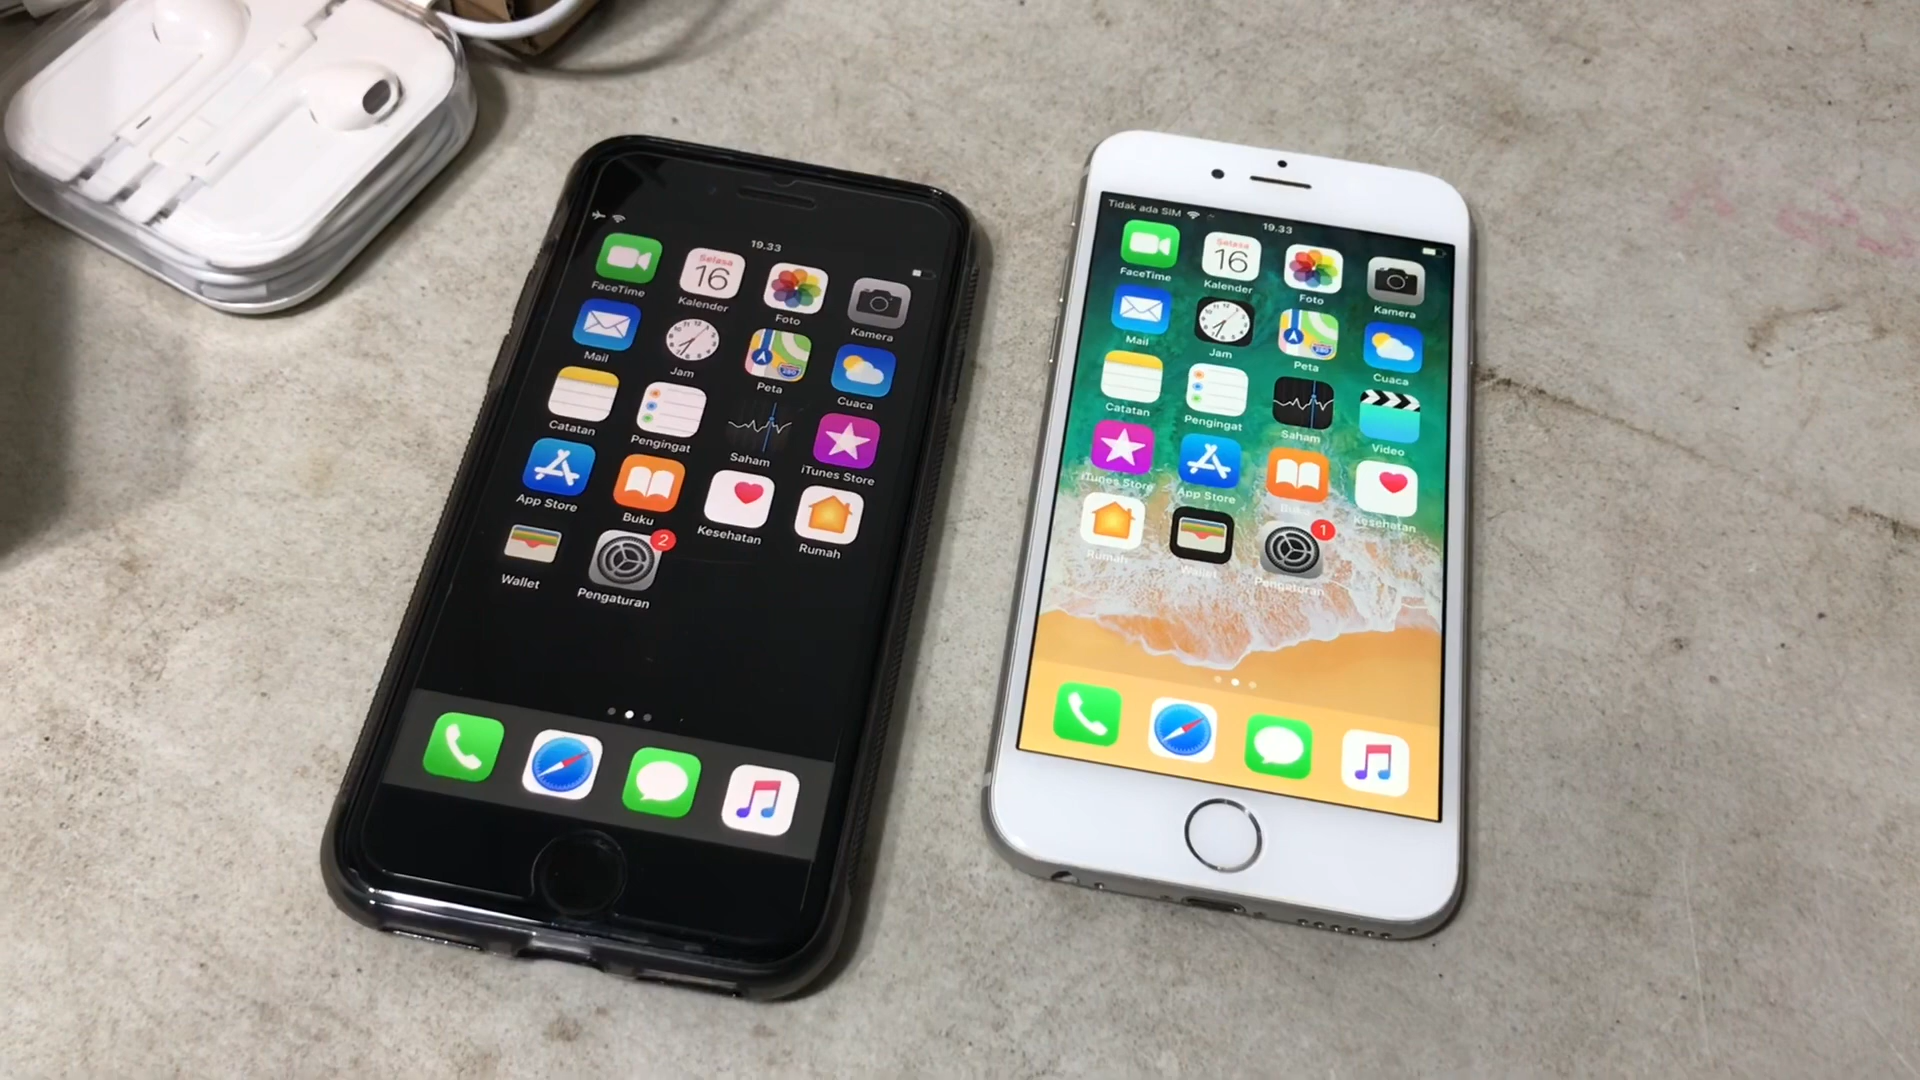 19.33
Selasa
16
FaceTime
Kalender
Foto
Kamera
Mail
Jam
Peta
Cuaca
Catatan
Pengingat
Saham
iTunes Store
App Store
Buku
Kesehatan
Rumah
2
Wallet
Pengaturan
Tidak ada SIM
19.33
Selasa
16
FaceTime
Kalender
Foto
Kamera
Mail
Jam
Peta
Cuaca
Catatan
Pengingat
Saham
Video
iTunes Store
App Store
Buku
Kesehatan
1
Rumah
Wallet
Pengaturan